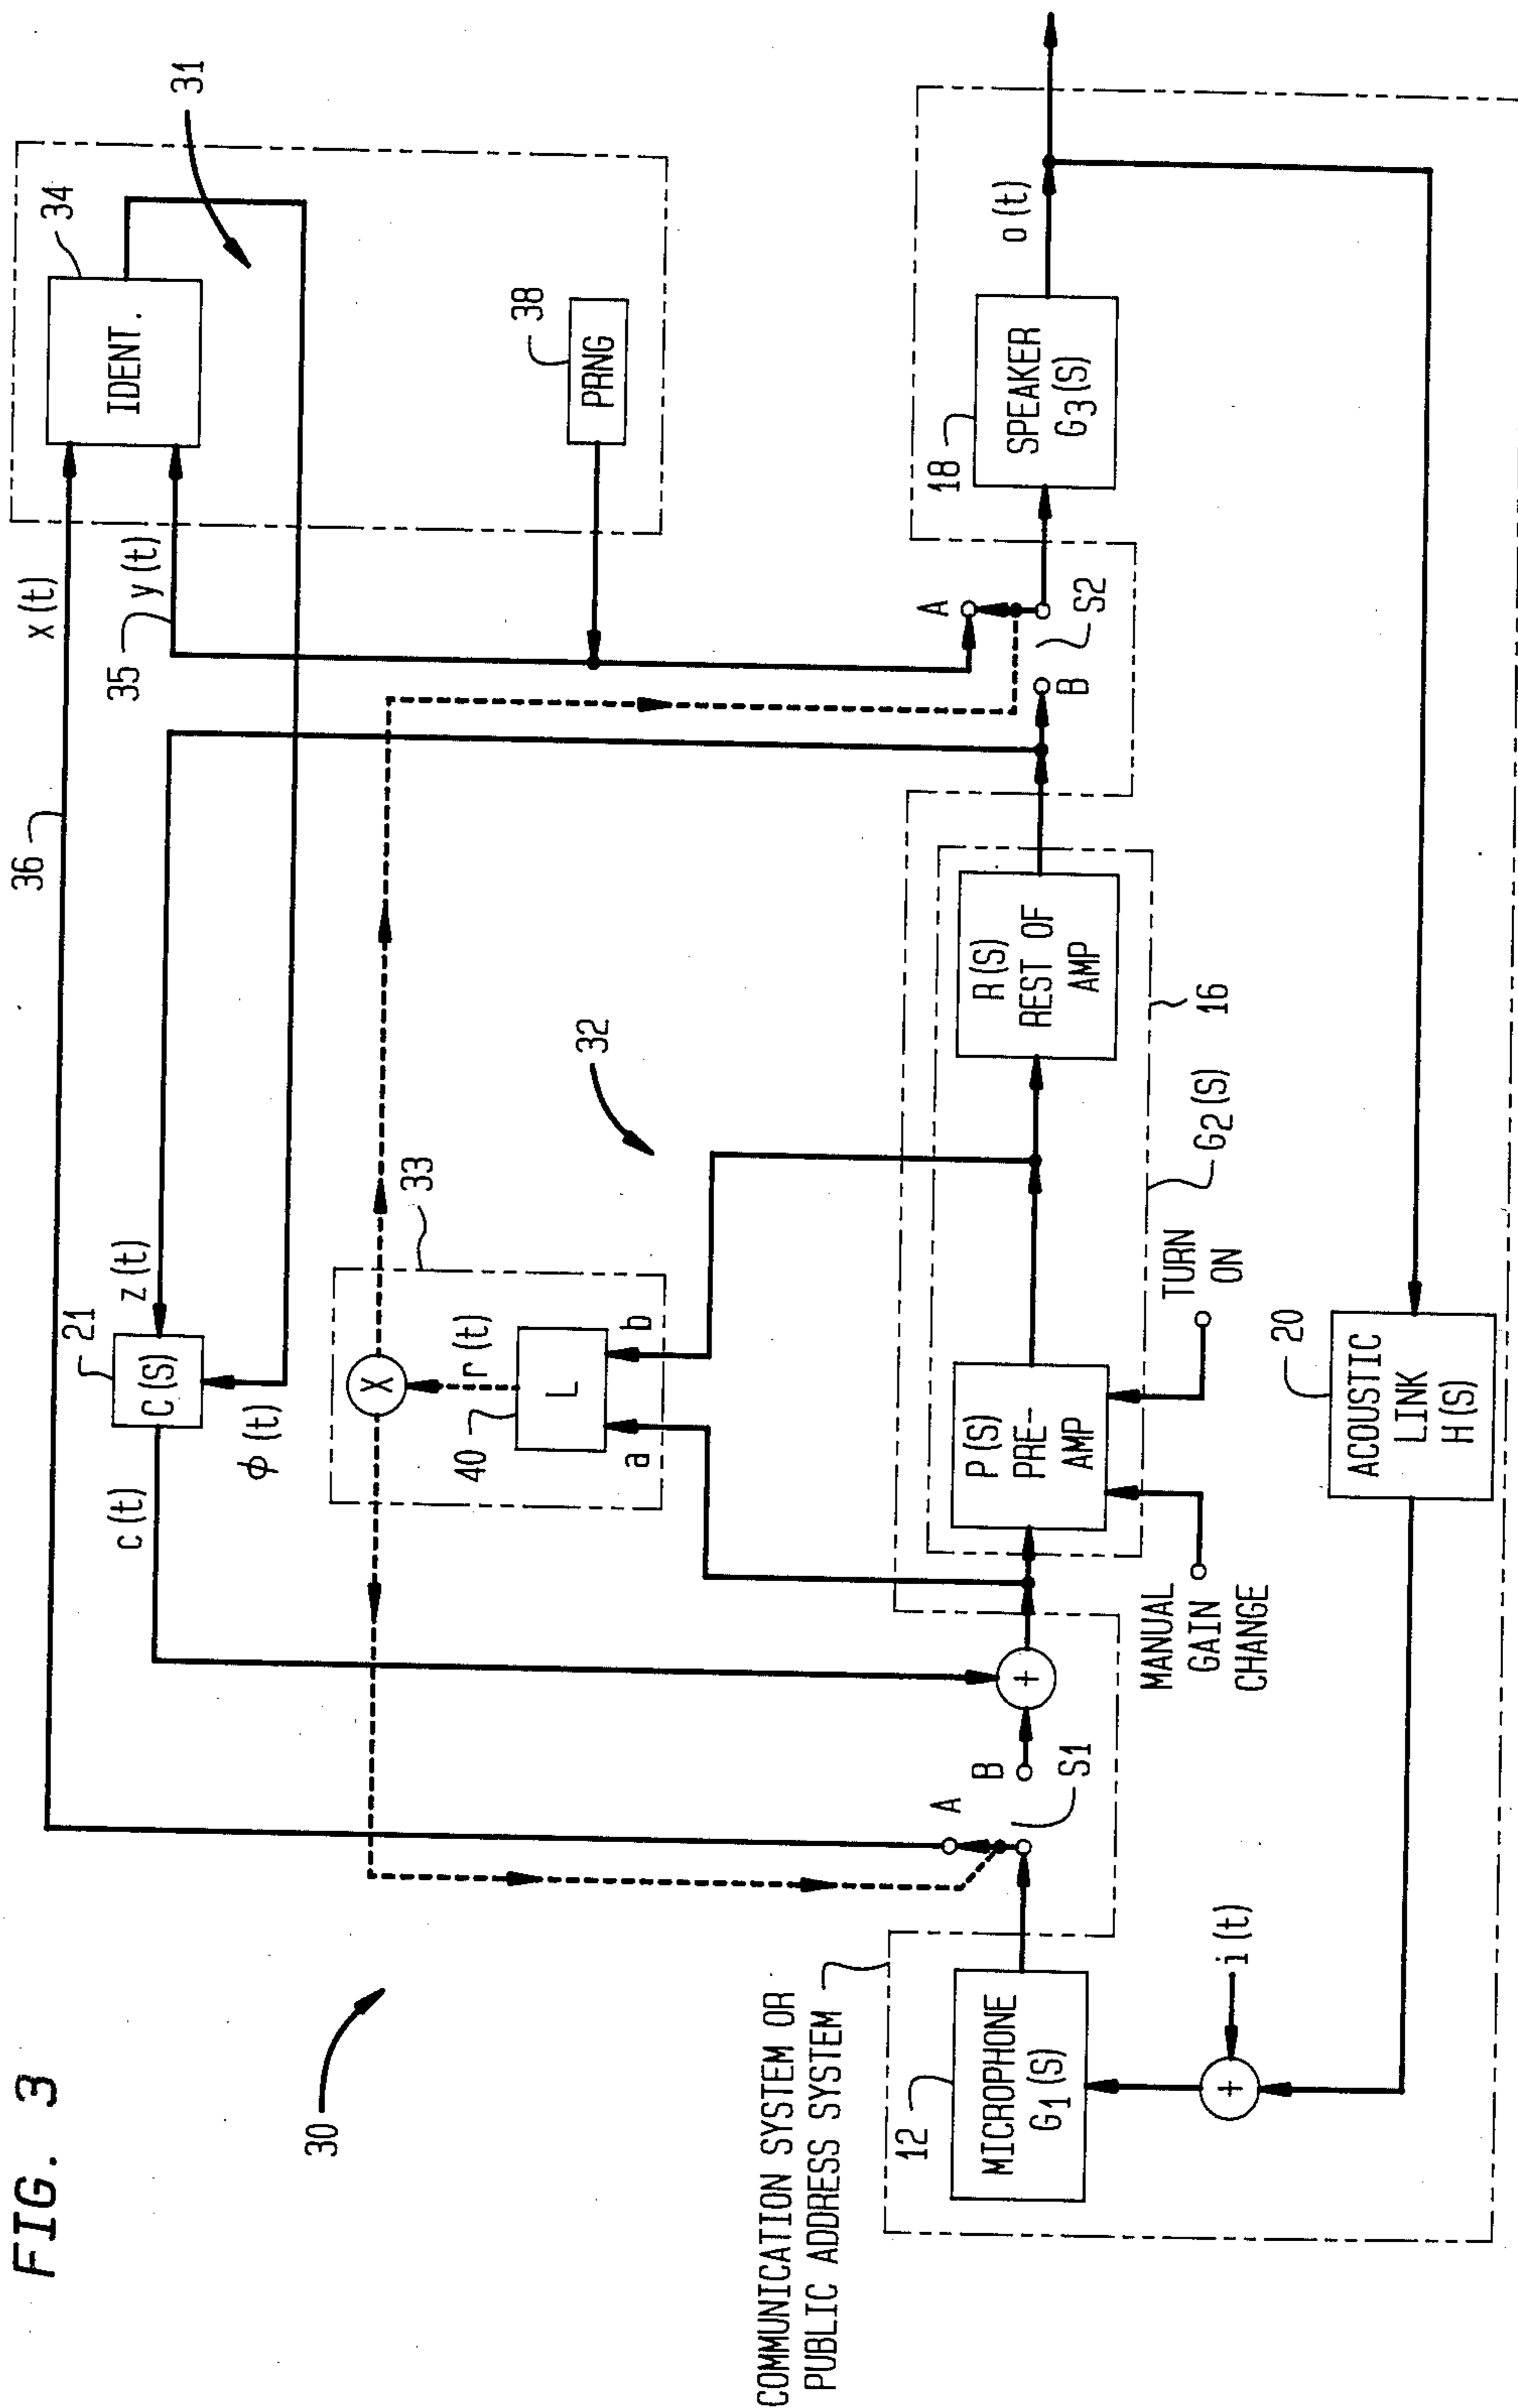 FIG. 3
30
36
x(t)
34
IDENT.
31
35
y(t)
38
PRNG
21
C(S)
z(t)
c(t)
ϕ(t)
33
X
r(t)
40
L
a
b
32
COMMUNICATION SYSTEM OR
PUBLIC ADDRESS SYSTEM
12
MICROPHONE
G1(S)
+
i(t)
A
B
S1
+
P(S)
PRE-
AMP
MANUAL
GAIN
CHANGE
TURN
ON
G2(S)
16
R(S)
REST OF
AMP
A
B
S2
18
SPEAKER
G3(S)
o(t)
20
ACOUSTIC
LINK
H(S)